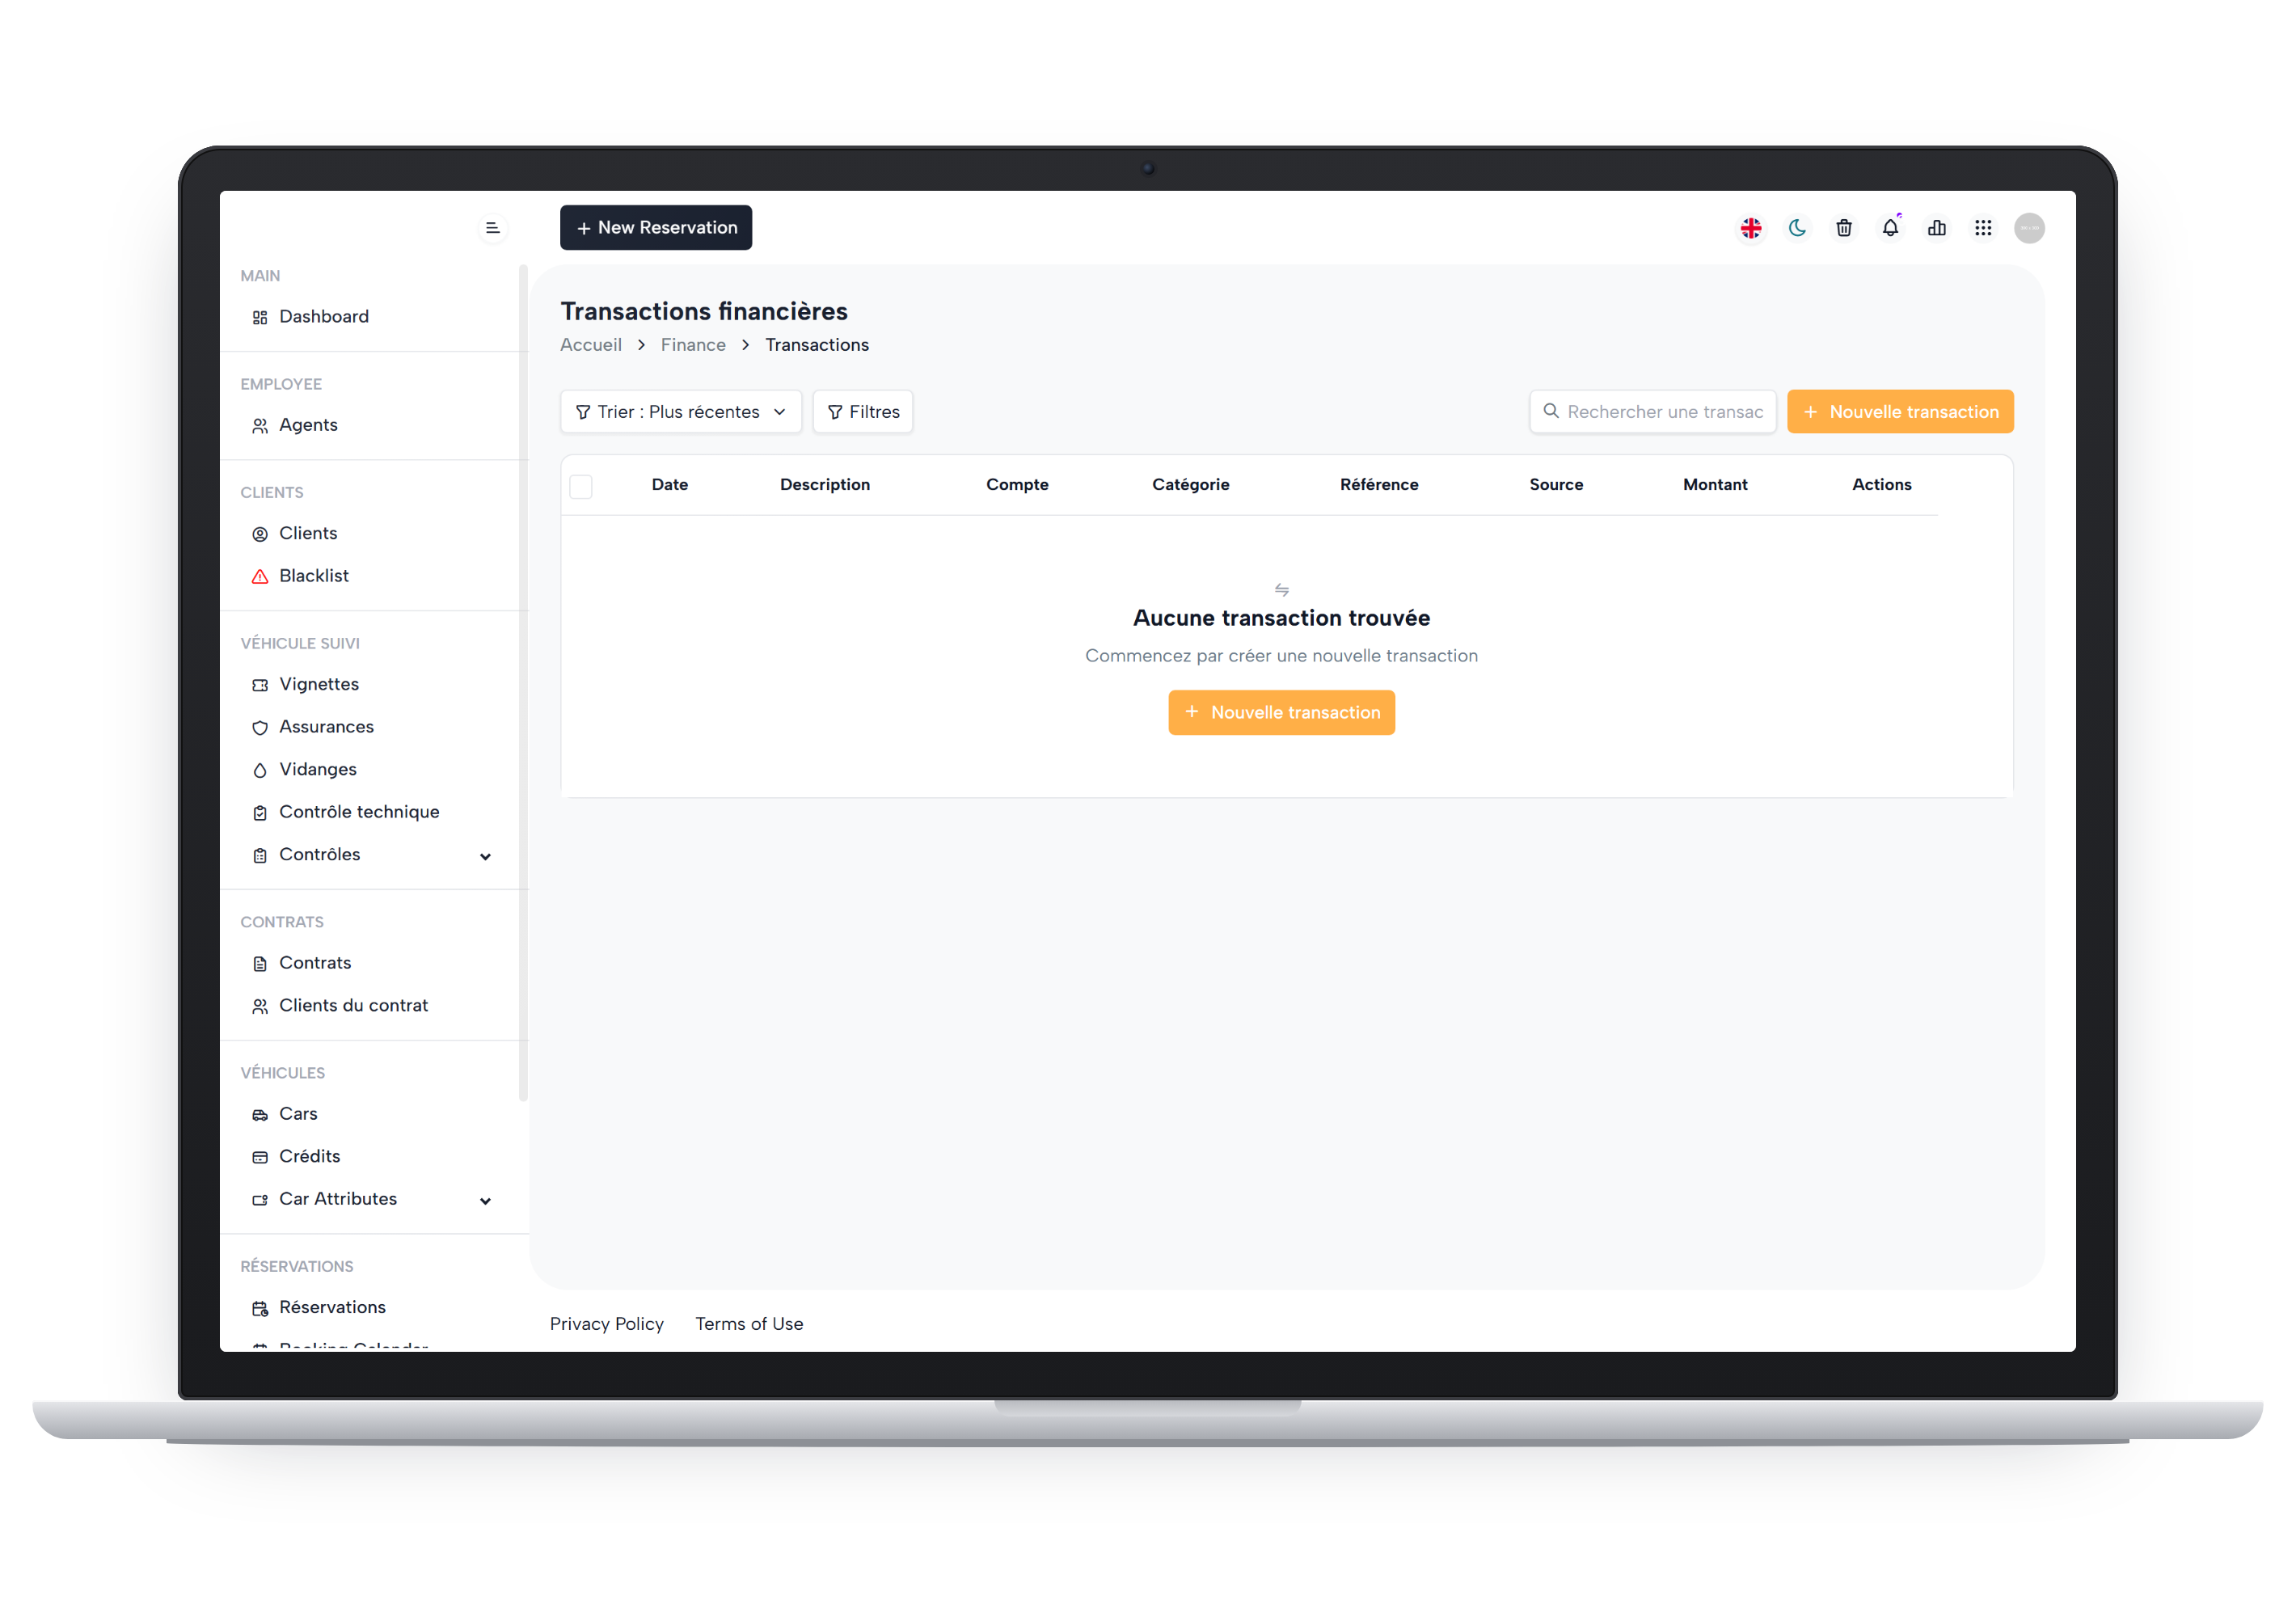 + New Reservation
MAIN
Dashboard
EMPLOYEE
Agents
CLIENTS
Clients
Blacklist
VÉHICULE SUIVI
Vignettes
Assurances
Vidanges
Contrôle technique
Contrôles
CONTRATS
Contrats
Clients du contrat
VÉHICULES
Cars
Crédits
Car Attributes
RÉSERVATIONS
Réservations
Booking Calendar
Transactions financières
Accueil > Finance > Transactions
Trier : Plus récentes
Filtres
Rechercher une transac
+ Nouvelle transaction
Date Description Compte Catégorie Référence Source Montant Actions
Aucune transaction trouvée
Commencez par créer une nouvelle transaction
+ Nouvelle transaction
Privacy Policy Terms of Use